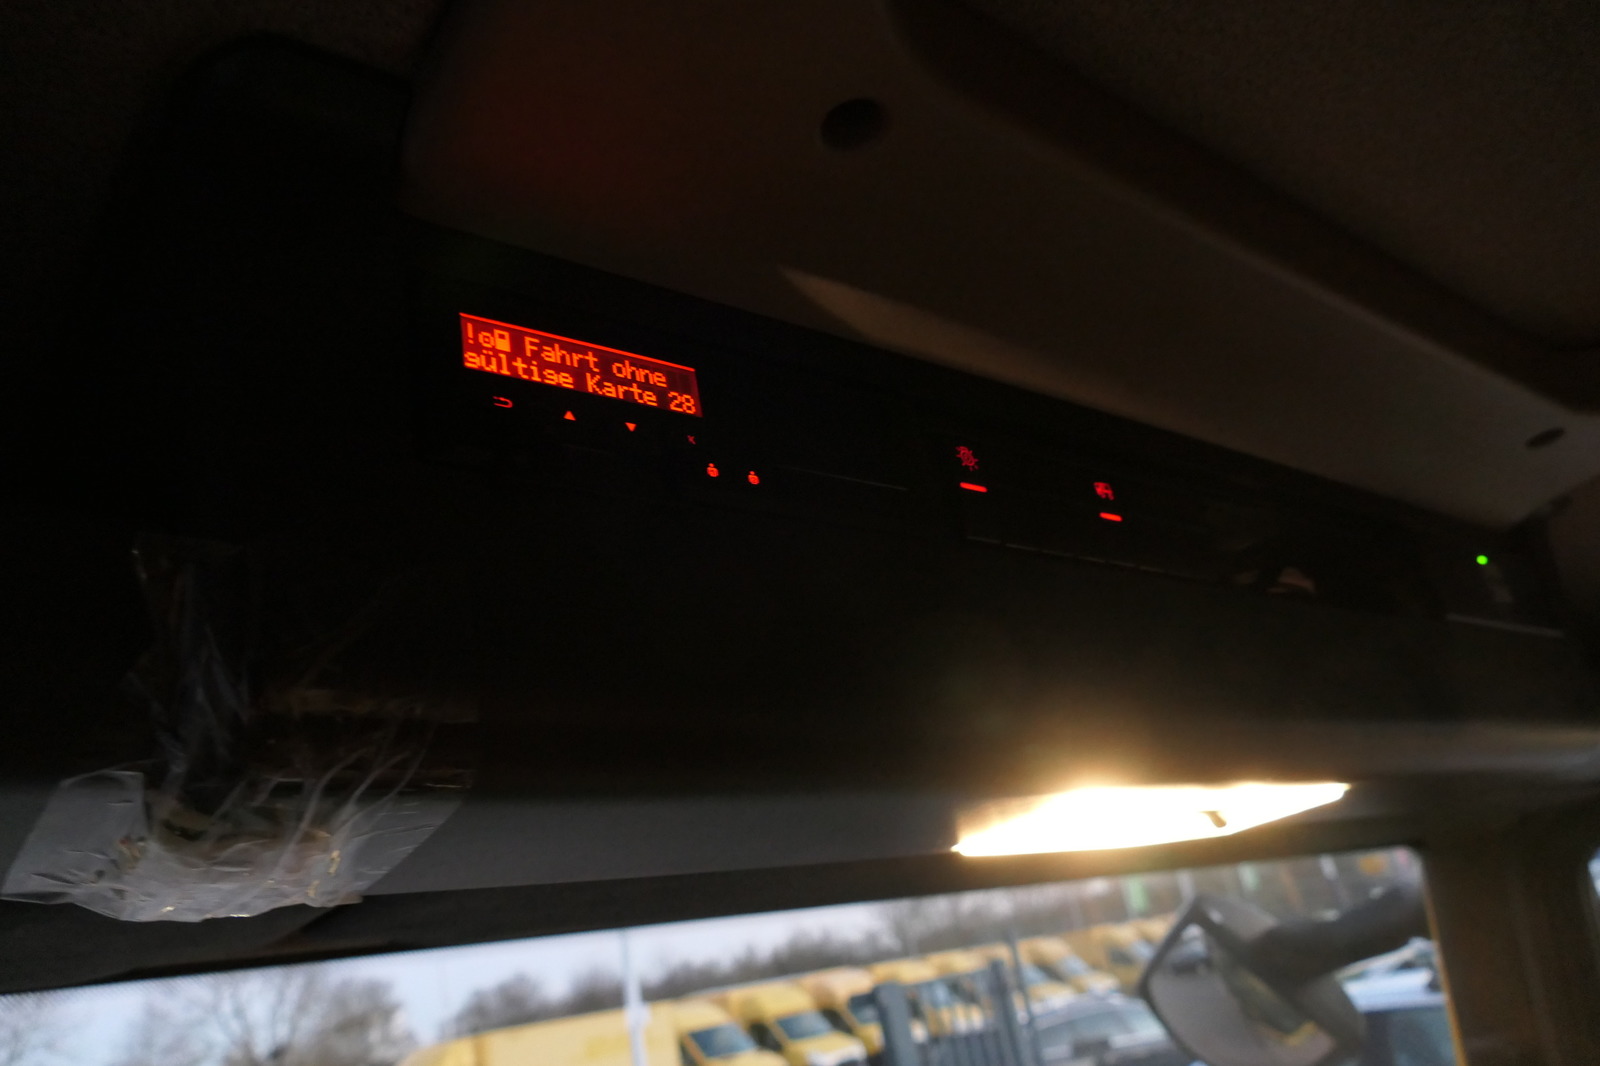 ! Fahrt ohne
gültige Karte 28